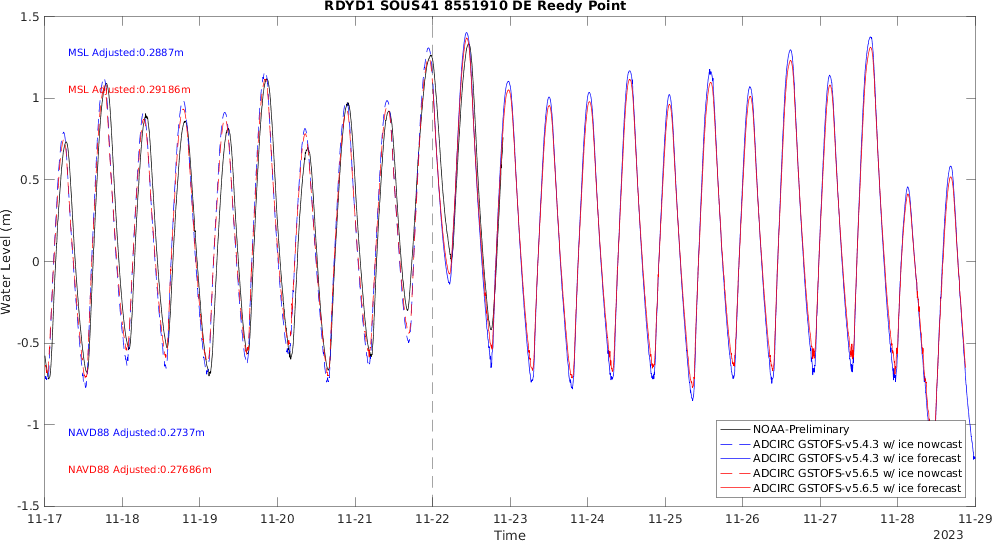 RDYD1 SOUS41 8551910 DE Reedy Point
1.5
1
0.5
0
-0.5
-1
-1.5
Water Level (m)
MSL Adjusted:0.2887m
MSL Adjusted:0.29186m
NAVD88 Adjusted:0.2737m
NAVD88 Adjusted:0.27686m
NOAA-Preliminary
ADCIRC GSTOFS-v5.4.3 w/ ice nowcast
ADCIRC GSTOFS-v5.4.3 w/ ice forecast
ADCIRC GSTOFS-v5.6.5 w/ ice nowcast
ADCIRC GSTOFS-v5.6.5 w/ ice forecast
11-17 11-18 11-19 11-20 11-21 11-22 11-23 11-24 11-25 11-26 11-27 11-28 11-29
Time
2023